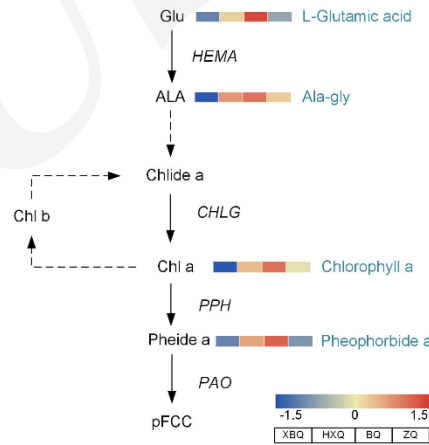 Glu L-Glutamic acid
HEMA
ALA Ala-gly
Chlide a
Chl b
CHLG
Chl a Chlorophyll a
PPH
Pheide a Pheophorbide a
PAO
pFCC
-1.5 0 1.5
XBQ HXQ BQ ZQ